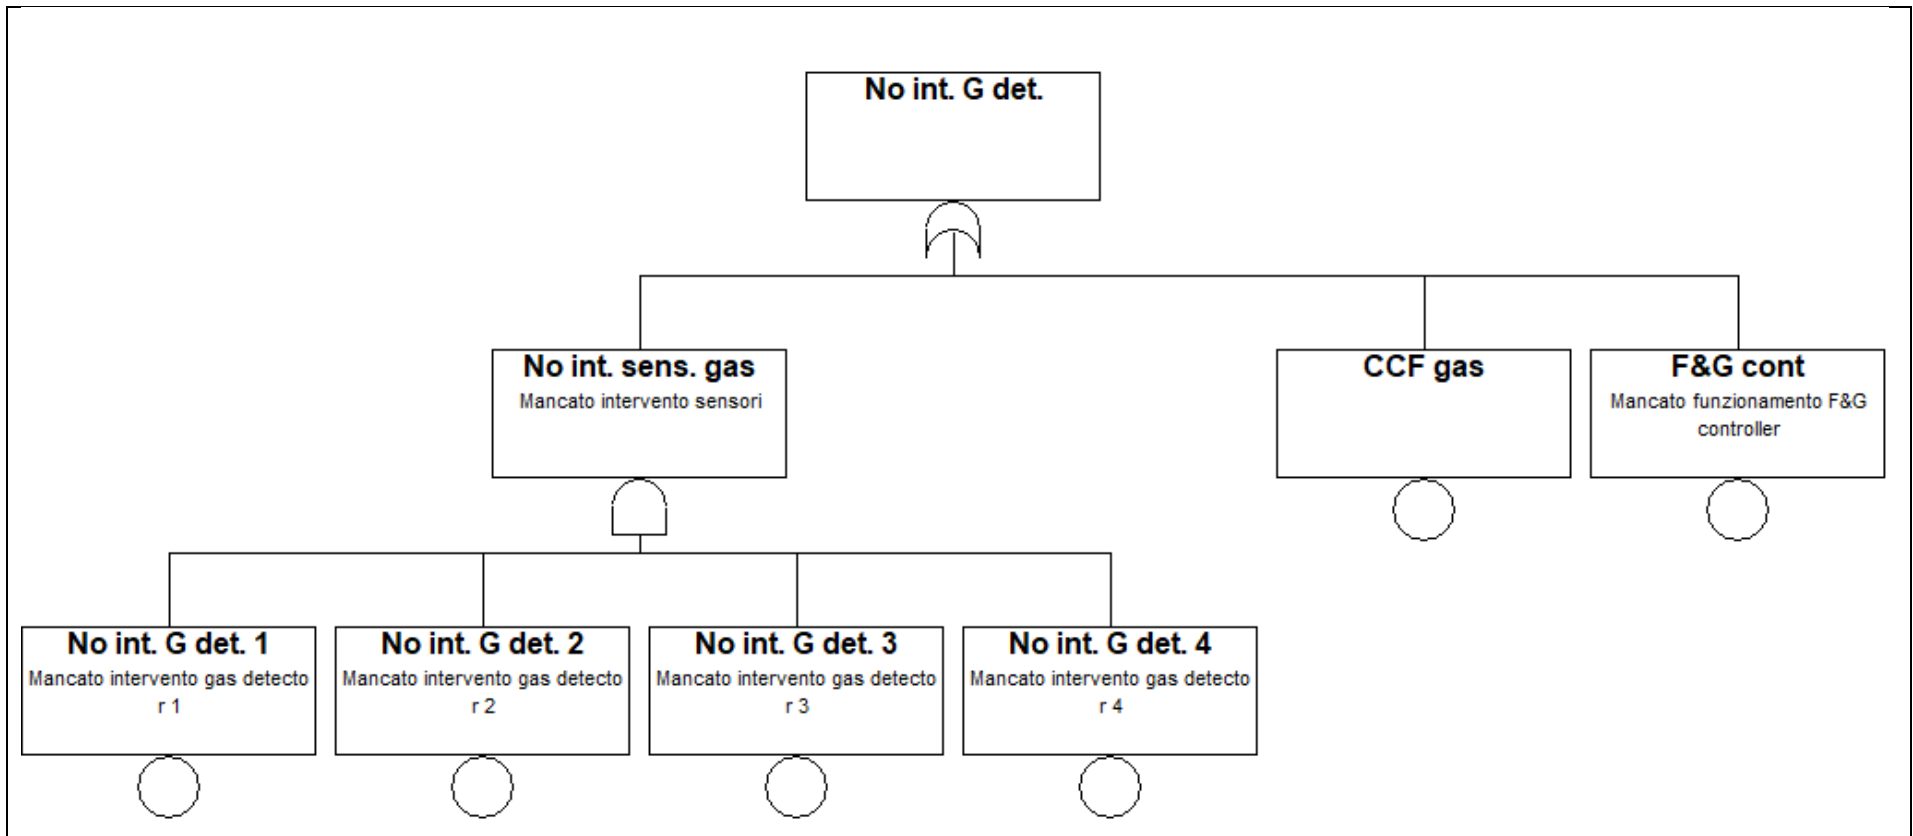 No int. G det.
No int. sens. gas
Mancato intervento sensori
CCF gas
F&G cont
Mancato funzionamento F&G
controller
No int. G det. 1
Mancato intervento gas detecto
r 1
No int. G det. 2
Mancato intervento gas detecto
r 2
No int. G det. 3
Mancato intervento gas detecto
r 3
No int. G det. 4
Mancato intervento gas detecto
r 4